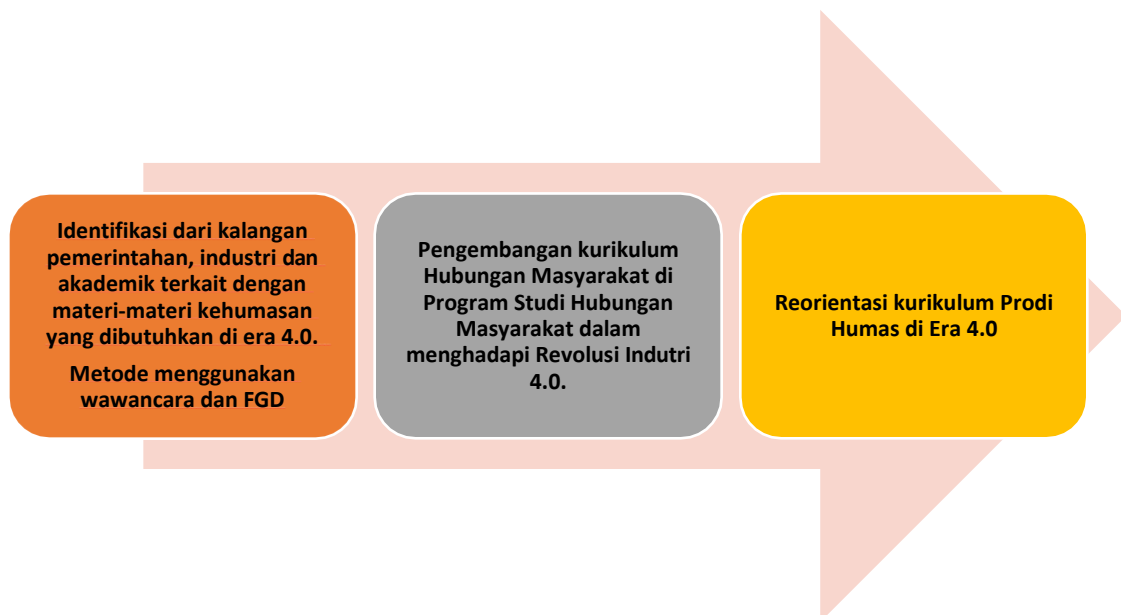 Identifikasi dari kalangan
pemerintahan, industri dan
akademik terkait dengan
materi-materi kehumasan
yang dibutuhkan di era 4.0.
Metode menggunakan
wawancara dan FGD
Pengembangan kurikulum
Hubungan Masyarakat di
Program Studi Hubungan
Masyarakat dalam
menghadapi Revolusi Indutri
4.0.
Reorientasi kurikulum Prodi
Humas di Era 4.0